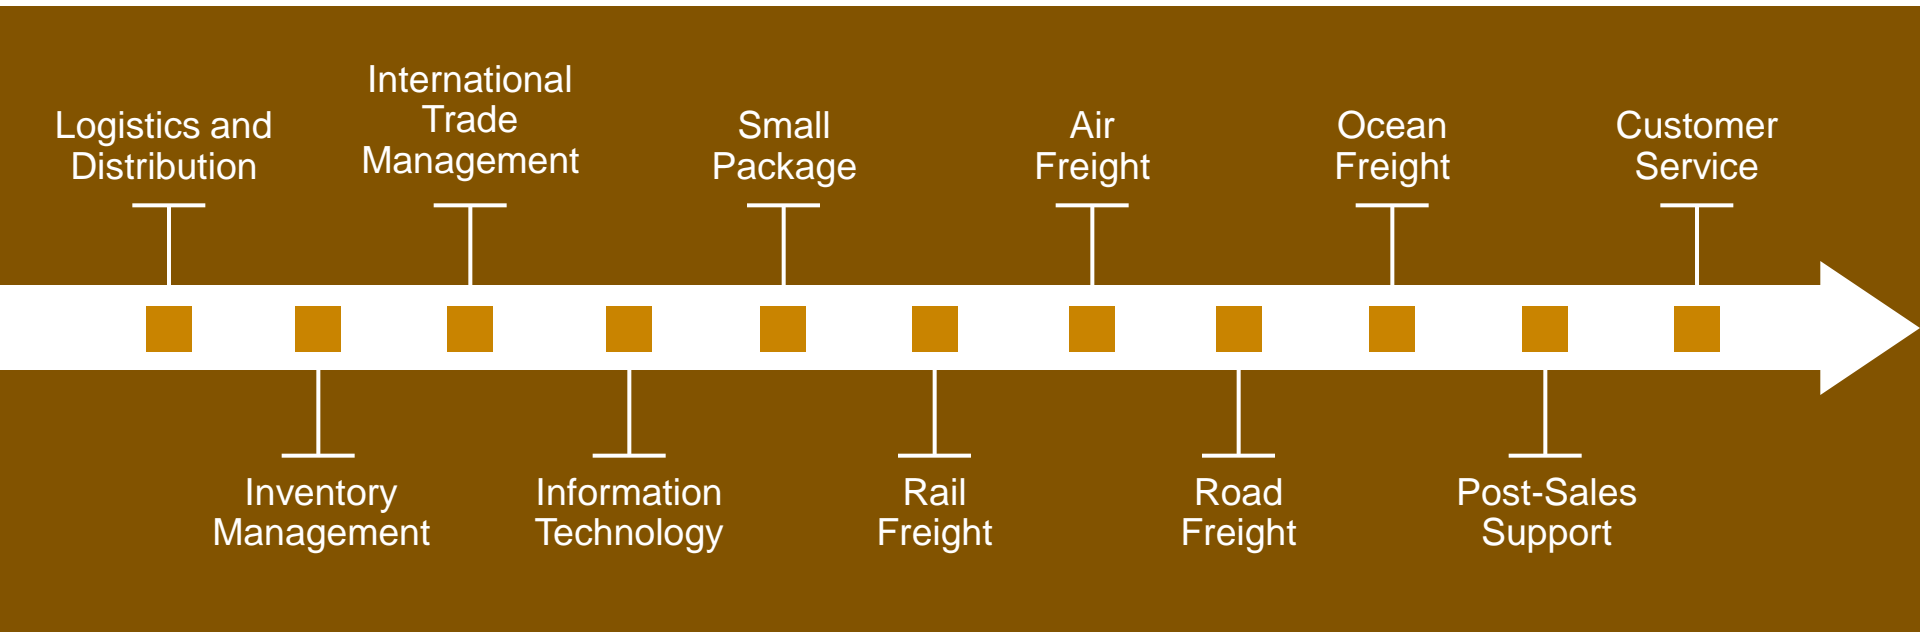 Logistics and
Distribution
International
Trade
Management
Small
Package
Air
Freight
Ocean
Freight
Customer
Service
Inventory
Management
Information
Technology
Rail
Freight
Road
Freight
Post-Sales
Support